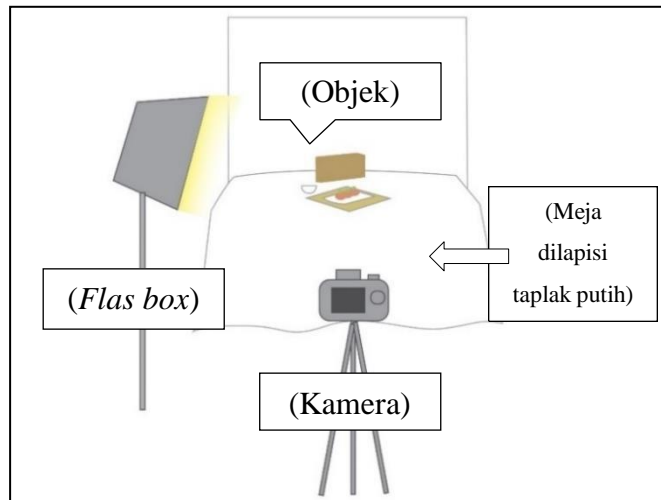 (Objek)
(Meja
dilapisi
taplak putih)
(Flas box)
(Kamera)